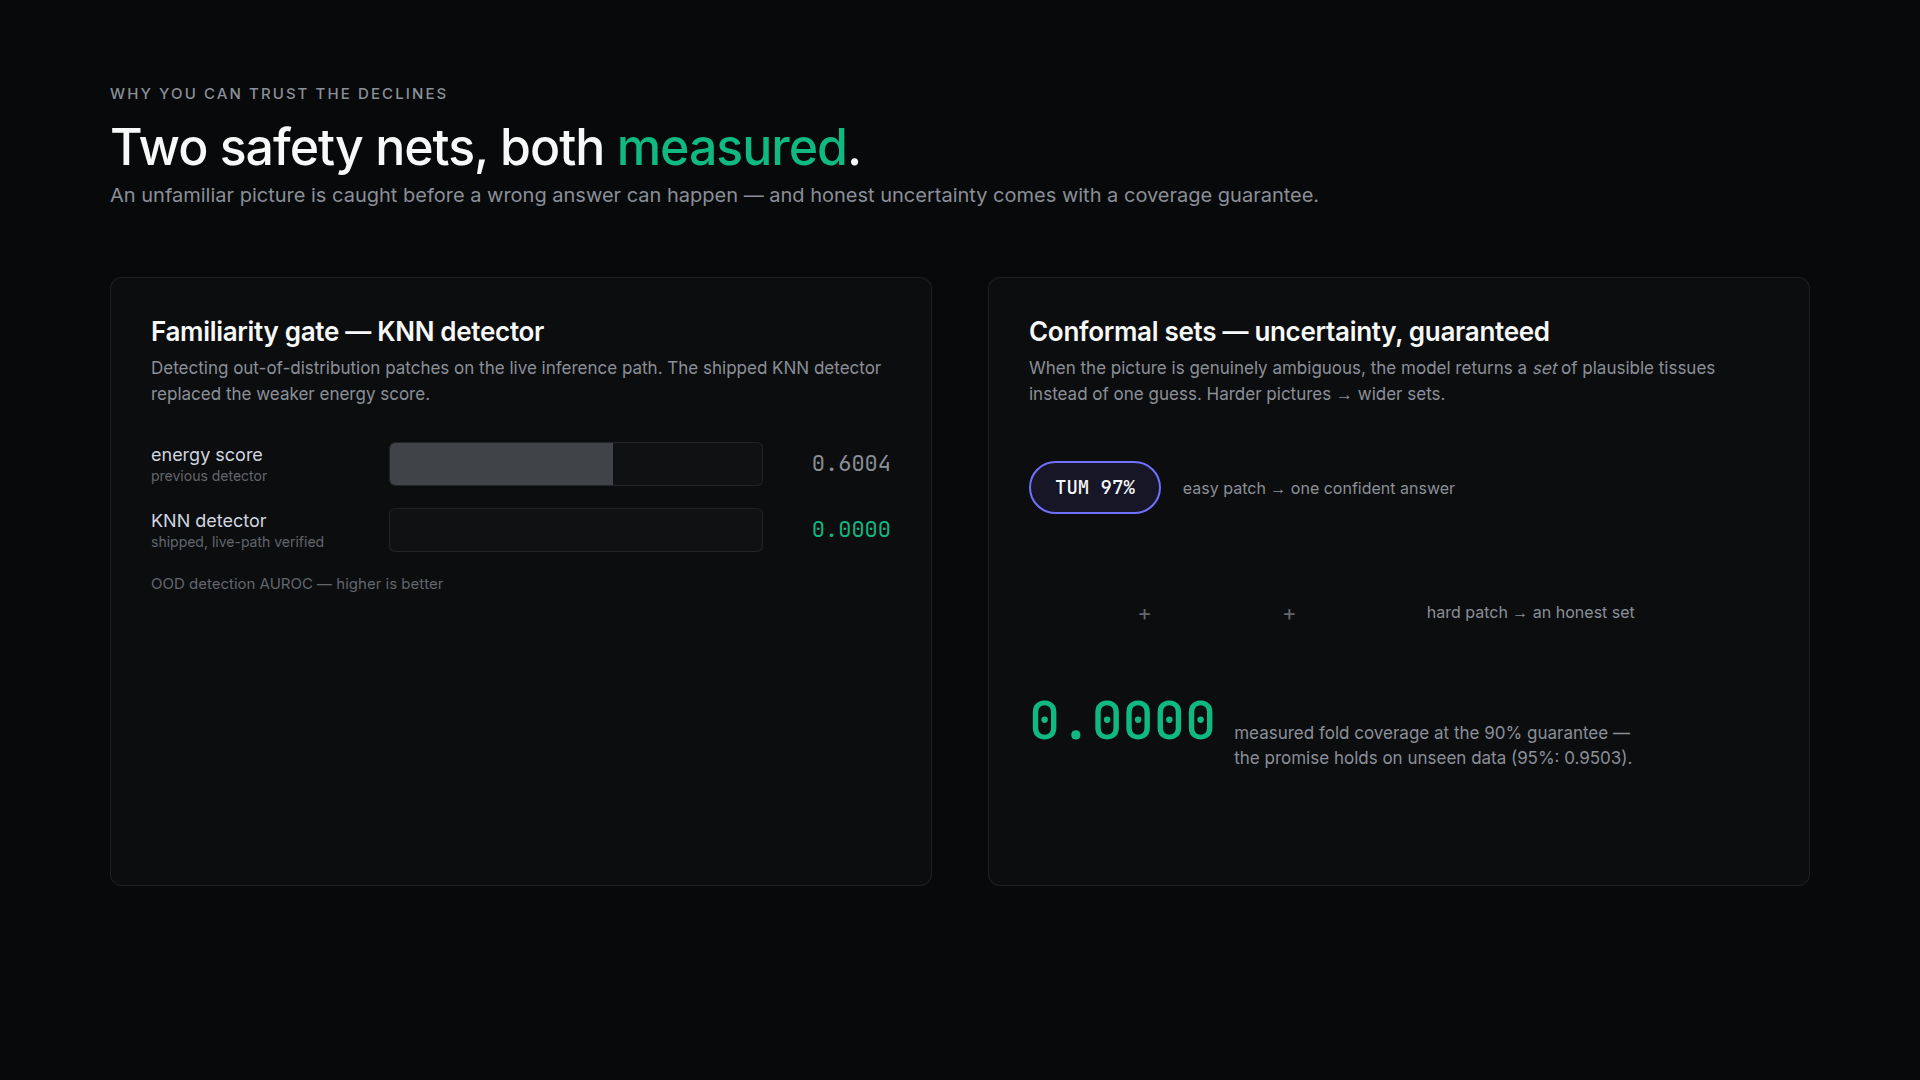 WHY YOU CAN TRUST THE DECLINES
Two safety nets, both measured.
An unfamiliar picture is caught before a wrong answer can happen — and honest uncertainty comes with a coverage guarantee.
Familiarity gate — KNN detector
Detecting out-of-distribution patches on the live inference path. The shipped KNN detector
replaced the weaker energy score.
energy score
previous detector
0.6004
KNN detector
shipped, live-path verified
0.0000
OOD detection AUROC — higher is better
Conformal sets — uncertainty, guaranteed
When the picture is genuinely ambiguous, the model returns a set of plausible tissues
instead of one guess. Harder pictures → wider sets.
TUM 97%
easy patch → one confident answer
+ + hard patch → an honest set
0.0000
measured fold coverage at the 90% guarantee —
the promise holds on unseen data (95%: 0.9503).